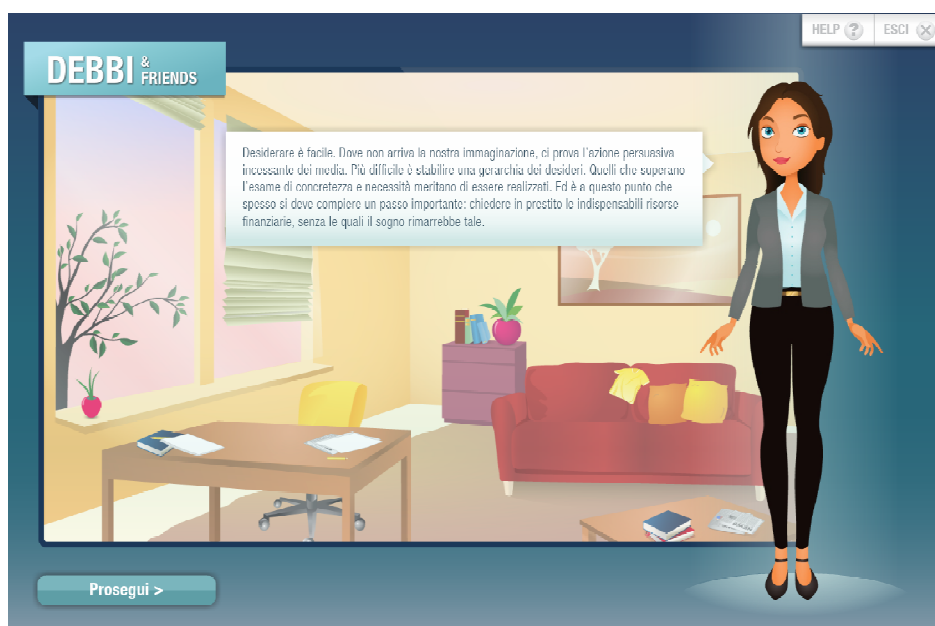 HELP ?
ESCI X
DEBBI &
FRIENDS
Desiderare è facile. Dove non arriva la nostra immaginazione, ci prova l'azione persuasiva
incessante dei media. Più difficile è stabilire una gerarchia dei desideri. Quelli che superano
l'esame di concretezza e necessità meritano di essere realizzati. Ed è a questo punto che
spesso si deve compiere un passo importante: chiedere in prestito le indispensabili risorse
finanziarie, senza le quali il sogno rimarrebbe tale.
Prosegui >